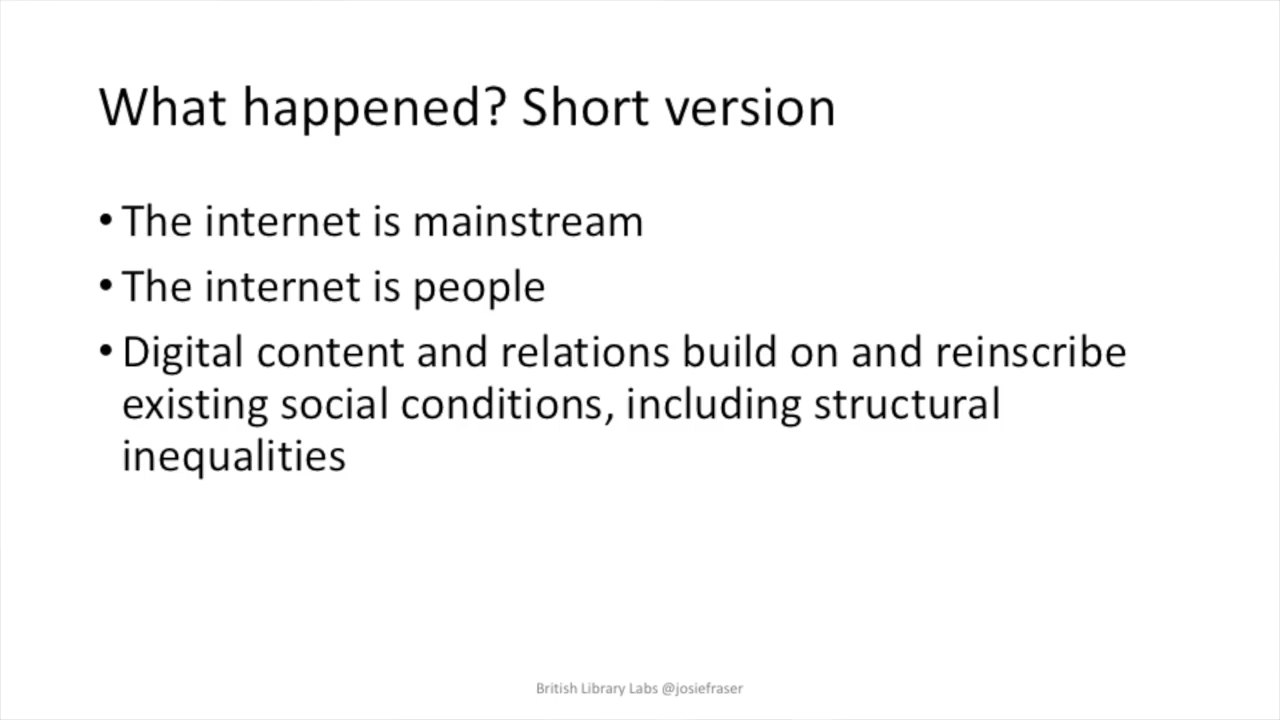 What happened? Short version
• The internet is mainstream
• The internet is people
• Digital content and relations build on and reinscribe
existing social conditions, including structural
inequalities
British Library Labs @josiefraser